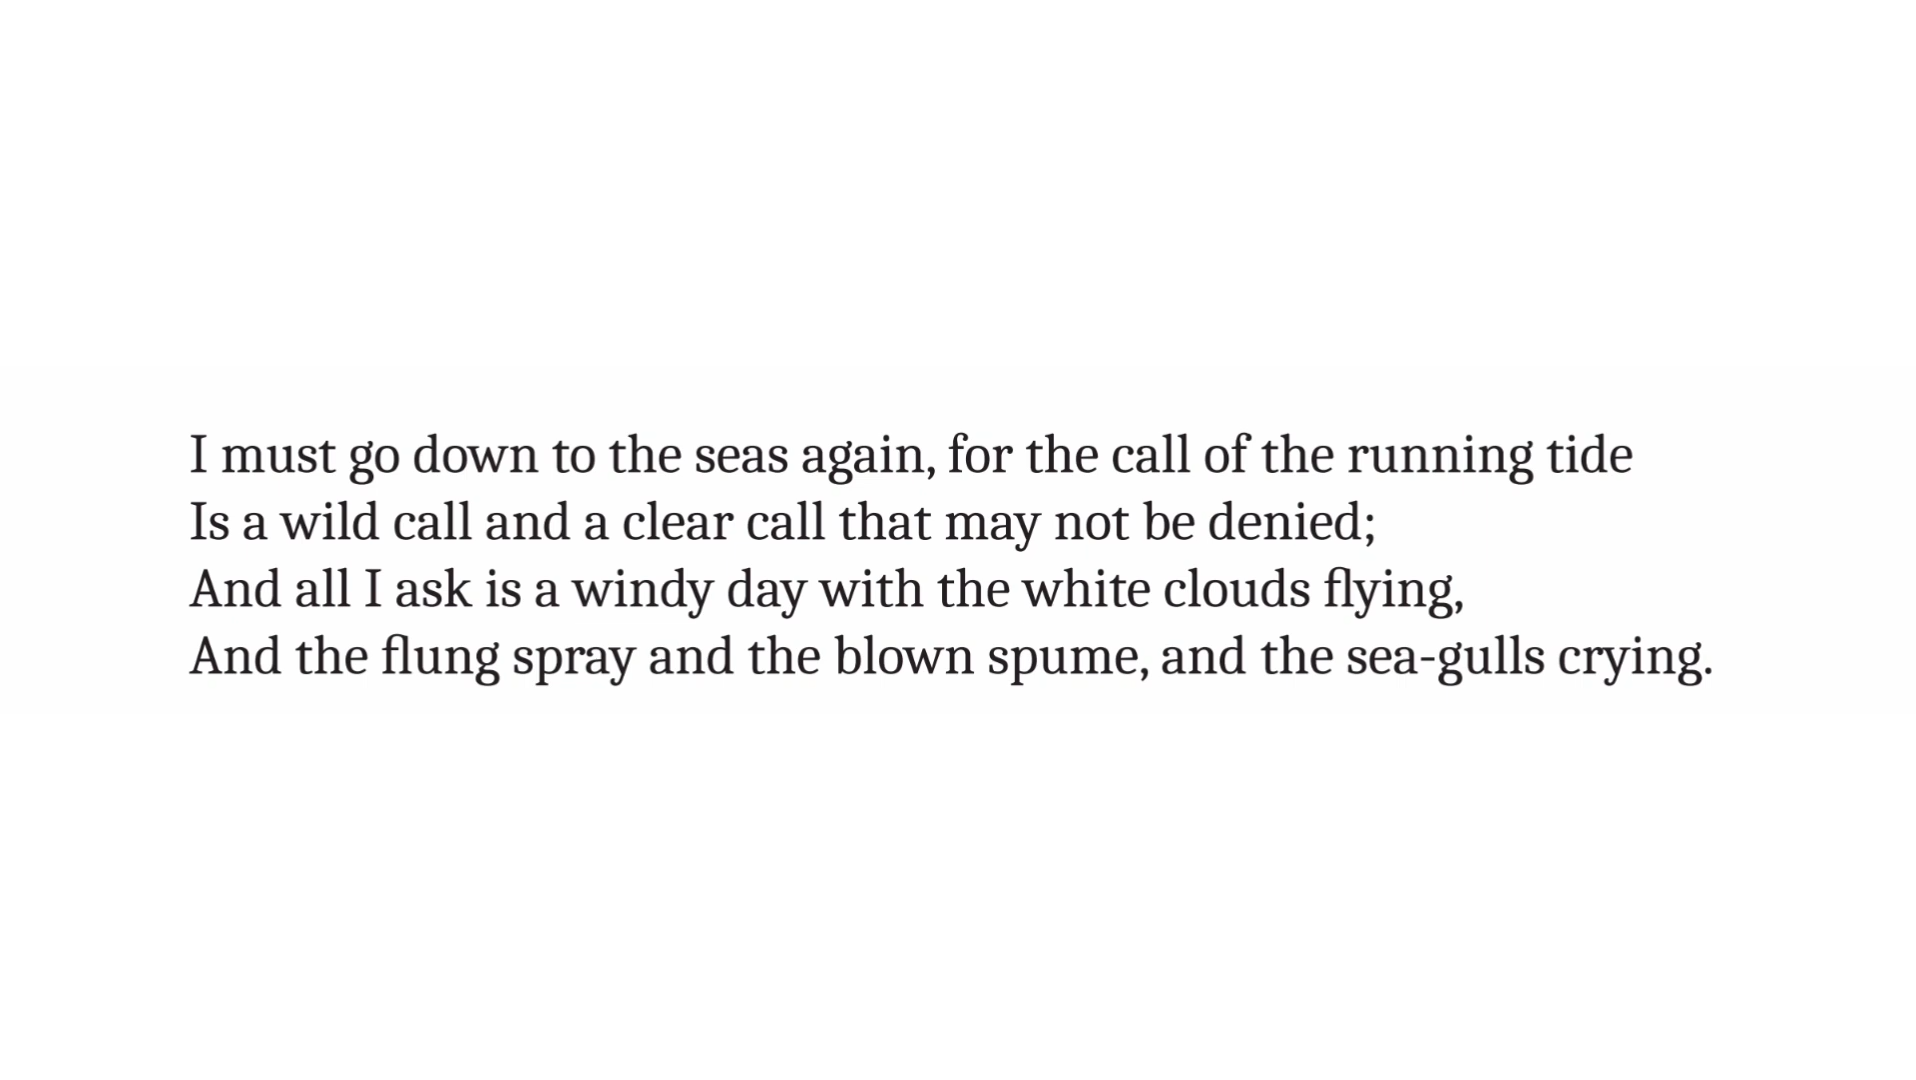 I must go down to the seas again, for the call of the running tide
Is a wild call and a clear call that may not be denied;
And all I ask is a windy day with the white clouds flying,
And the flung spray and the blown spume, and the sea-gulls crying.